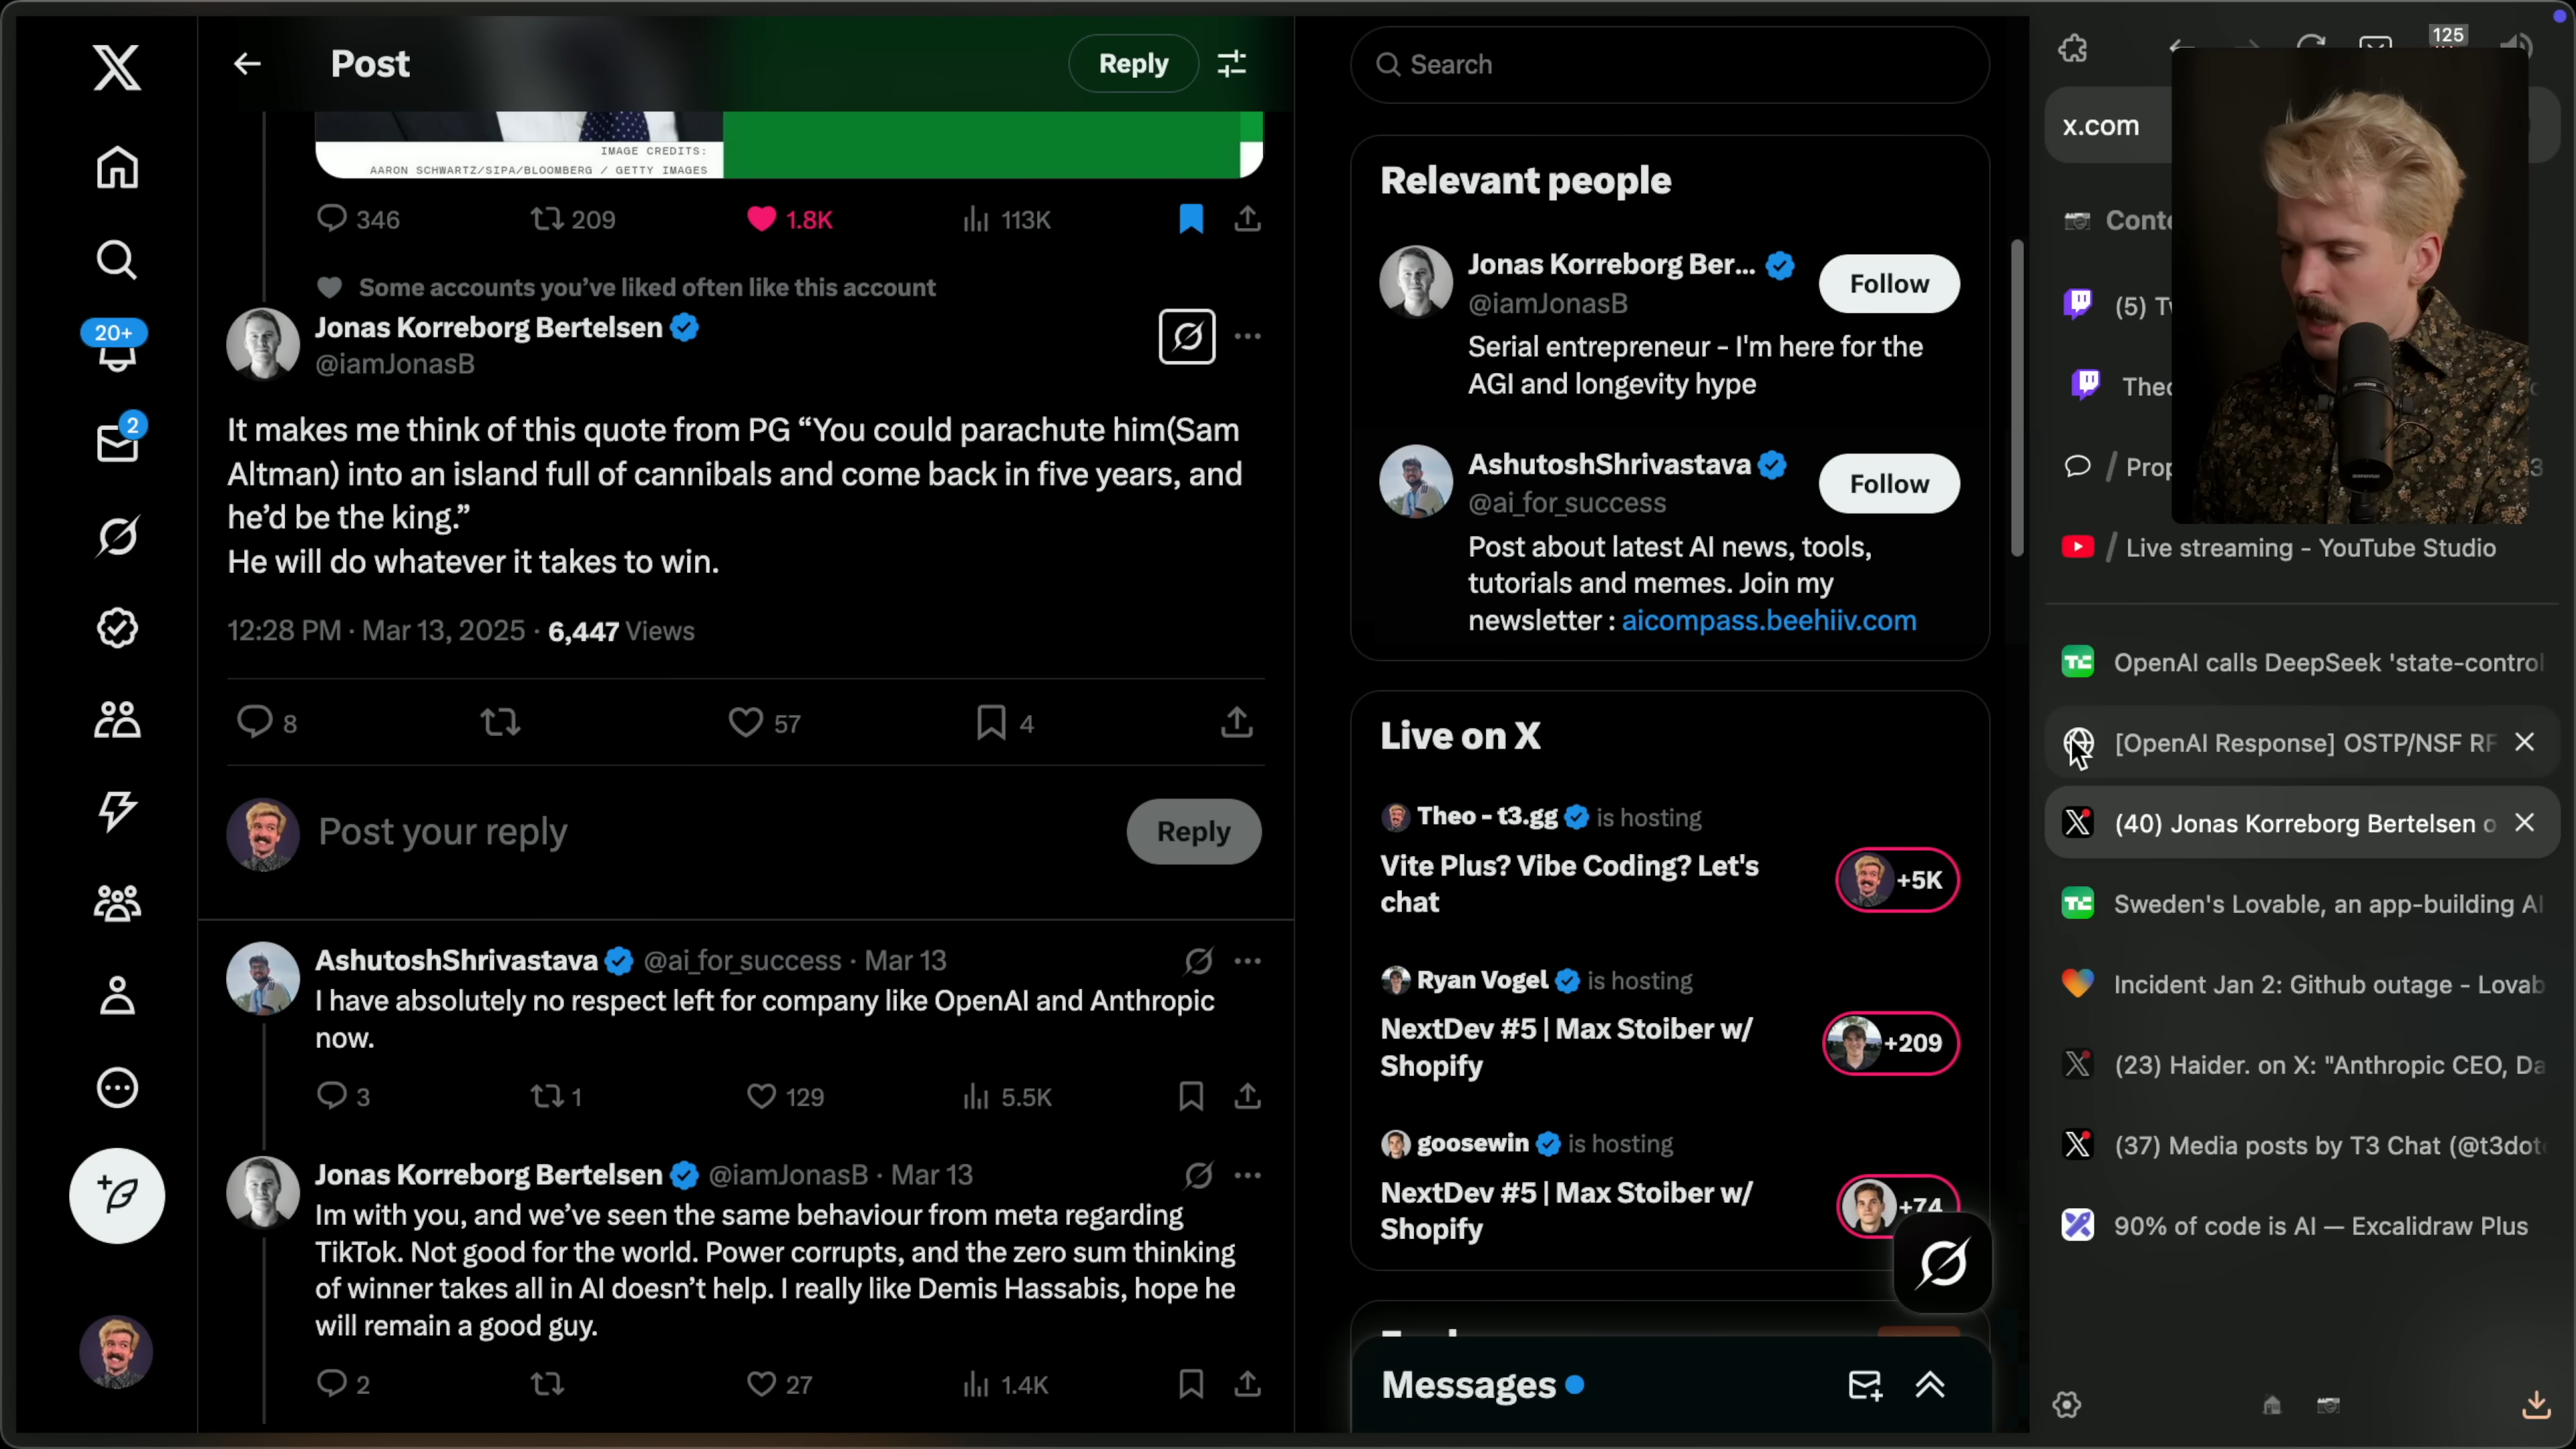 Post
Reply
IMAGE CREDITS:
AARON SCHWARTZ/SIPA/BLOOMBERG / GETTY IMAGES
346
209
1.8K
113K
Some accounts you've liked often like this account
Jonas Korreborg Bertelsen
@iamJonasB
It makes me think of this quote from PG “You could parachute him(Sam
Altman) into an island full of cannibals and come back in five years, and
he’d be the king.”
He will do whatever it takes to win.
12:28 PM · Mar 13, 2025 · 6,447 Views
8
57
4
Post your reply
Reply
AshutoshShrivastava @ai_for_success · Mar 13
I have absolutely no respect left for company like OpenAI and Anthropic
now.
3
1
129
5.5K
Jonas Korreborg Bertelsen @iamJonasB · Mar 13
Im with you, and we’ve seen the same behaviour from meta regarding
TikTok. Not good for the world. Power corrupts, and the zero sum thinking
of winner takes all in AI doesn’t help. I really like Demis Hassabis, hope he
will remain a good guy.
2
27
1.4K
20+
2
Search
Relevant people
Jonas Korreborg Ber...
@iamJonasB
Follow
Serial entrepreneur - I'm here for the
AGI and longevity hype
AshutoshShrivastava
@ai_for_success
Follow
Post about latest AI news, tools,
tutorials and memes. Join my
newsletter : aicompass.beehiiv.com
Live on X
Theo - t3.gg is hosting
Vite Plus? Vibe Coding? Let's
chat
+5K
Ryan Vogel is hosting
NextDev #5 | Max Stoiber w/
Shopify
+209
goosewin is hosting
NextDev #5 | Max Stoiber w/
Shopify
+74
Messages
125
x.com
Conte
(5) Tw
Theo
/ Prop
/ Live streaming - YouTube Studio
OpenAI calls DeepSeek 'state-control
[OpenAI Response] OSTP/NSF RF
(40) Jonas Korreborg Bertelsen o
Sweden's Lovable, an app-building AI
Incident Jan 2: Github outage - Lovab
(23) Haider. on X: "Anthropic CEO, Da
(37) Media posts by T3 Chat (@t3dot
90% of code is AI — Excalidraw Plus